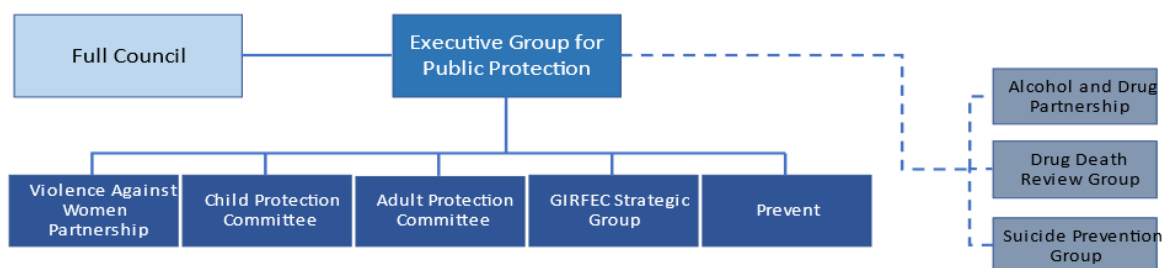 Full Council
Executive Group for
Public Protection
Alcohol and Drug
Partnership
Drug Death
Review Group
Suicide Prevention
Group
Violence Against
Women
Partnership
Child Protection
Committee
Adult Protection
Committee
GIRFEC Strategic
Group
Prevent